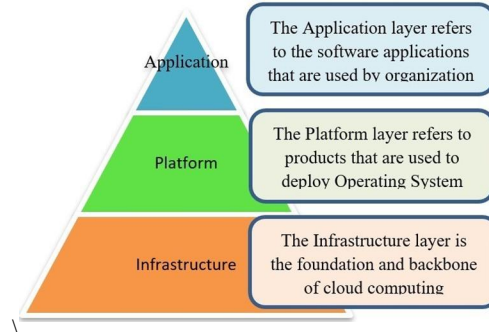 Application
The Application layer refers
to the software applications
that are used by organization
Platform
The Platform layer refers to
products that are used to
deploy Operating System
Infrastructure
The Infrastructure layer is
the foundation and backbone
of cloud computing
\